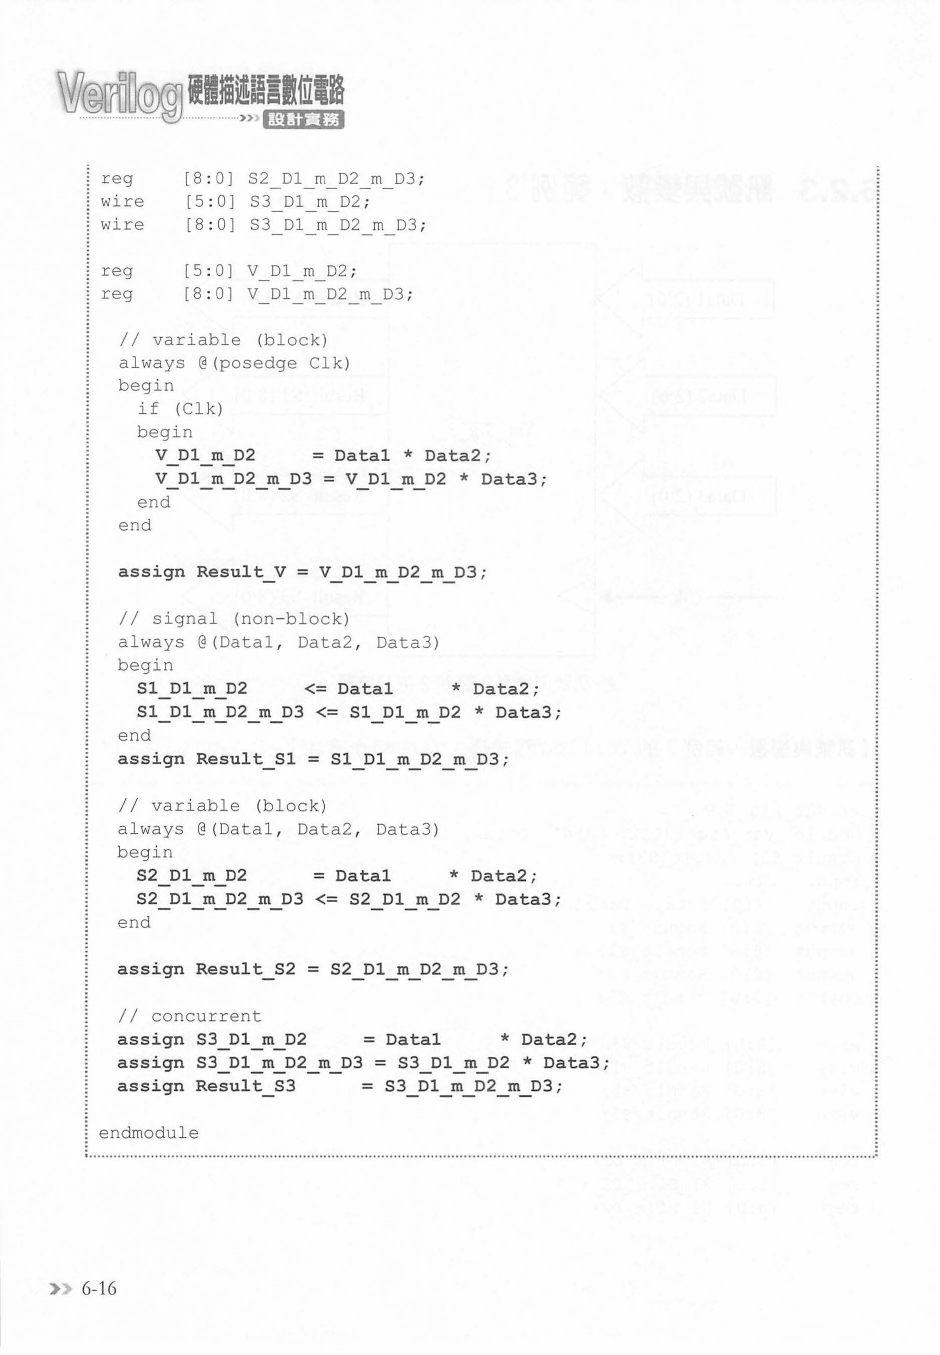 Verilog 硬體描述語言數位電路
>>> 設計實務
reg [8:0] S2_D1_m_D2_m_D3;
wire [5:0] S3_D1_m_D2;
wire [8:0] S3_D1_m_D2_m_D3;
reg [5:0] V_D1_m_D2;
reg [8:0] V_D1_m_D2_m_D3;
// variable (block)
always @(posedge Clk)
begin
if (Clk)
begin
V_D1_m_D2 = Data1 * Data2;
V_D1_m_D2_m_D3 = V_D1_m_D2 * Data3;
end
end
assign Result_V = V_D1_m_D2_m_D3;
// signal (non-block)
always @(Data1, Data2, Data3)
begin
S1_D1_m_D2 <= Data1 * Data2;
S1_D1_m_D2_m_D3 <= S1_D1_m_D2 * Data3;
end
assign Result_S1 = S1_D1_m_D2_m_D3;
// variable (block)
always @(Data1, Data2, Data3)
begin
S2_D1_m_D2 = Data1 * Data2;
S2_D1_m_D2_m_D3 <= S2_D1_m_D2 * Data3;
end
assign Result_S2 = S2_D1_m_D2_m_D3;
// concurrent
assign S3_D1_m_D2 = Data1 * Data2;
assign S3_D1_m_D2_m_D3 = S3_D1_m_D2 * Data3;
assign Result_S3 = S3_D1_m_D2_m_D3;
endmodule
>> 6-16